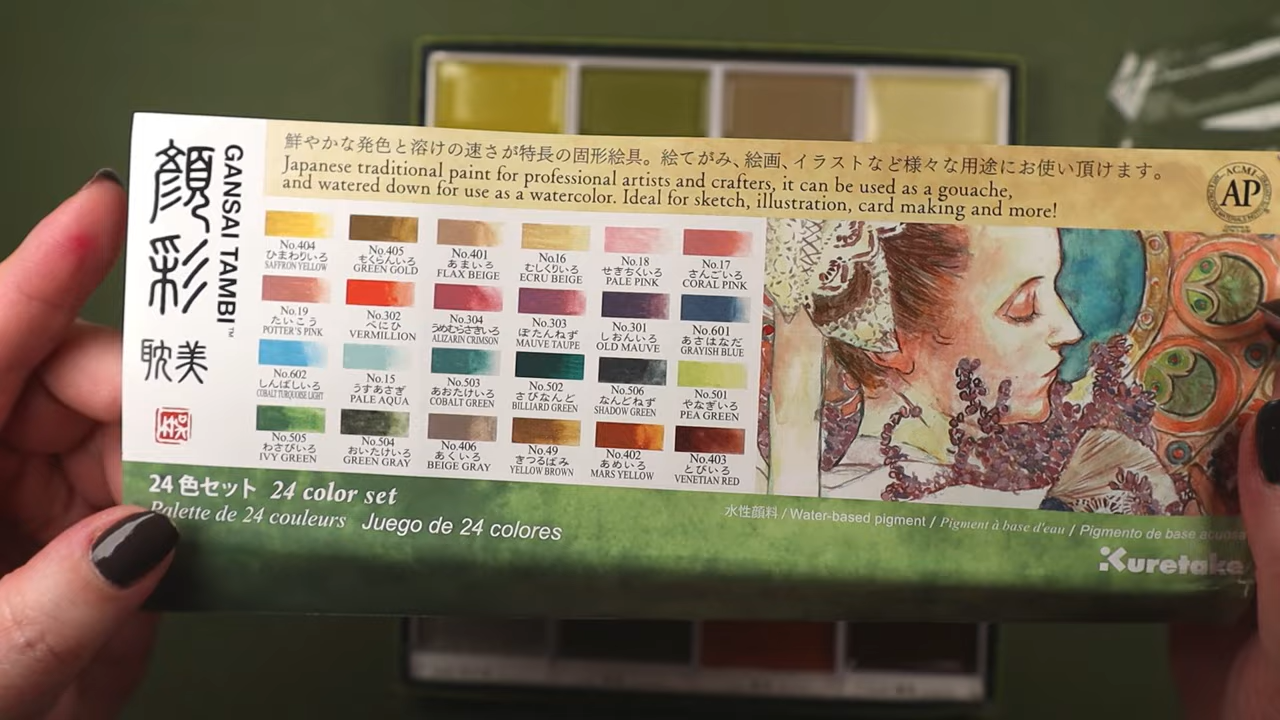 顔彩
耽美
GANSAI TAMBI™
鮮やかな発色と溶けの速さが特長の固形絵具。絵てがみ、絵画、イラストなど様々な用途にお使い頂けます。
Japanese traditional paint for professional artists and crafters, it can be used as a gouache,
and watered down for use as a watercolor. Ideal for sketch, illustration, card making and more!
ACMI
AP
No.404
ひまわりいろ
SAFFRON YELLOW
No.405
もくらんいろ
GREEN GOLD
No.401
あまいろ
FLAX BEIGE
No.16
むしくりいろ
ECRU BEIGE
No.18
せきちくいろ
PALE PINK
No.17
さんごいろ
CORAL PINK
No.19
たいこう
POTTER'S PINK
No.302
べにひ
VERMILLION
No.304
うめむらさきいろ
ALIZARIN CRIMSON
No.303
ぼたんねず
MAUVE TAUPE
No.301
しおんいろ
OLD MAUVE
No.601
あさはなだ
GRAYISH BLUE
No.602
しんばしいろ
COBALT TURQUOISE LIGHT
No.15
うすあさぎ
PALE AQUA
No.503
あおたけいろ
COBALT GREEN
No.502
さびなんど
BILLIARD GREEN
No.506
なんどねず
SHADOW GREEN
No.501
やなぎいろ
PEA GREEN
No.505
わさびいろ
IVY GREEN
No.504
おいたけいろ
GREEN GRAY
No.406
あくいろ
BEIGE GRAY
No.49
きつるばみ
YELLOW BROWN
No.402
あめいろ
MARS YELLOW
No.403
とびいろ
VENETIAN RED
24色セット 24 color set
Palette de 24 couleurs Juego de 24 colores
水性顔料 / Water-based pigment / Pigment à base d'eau / Pigmento de base acuosa
Kuretake